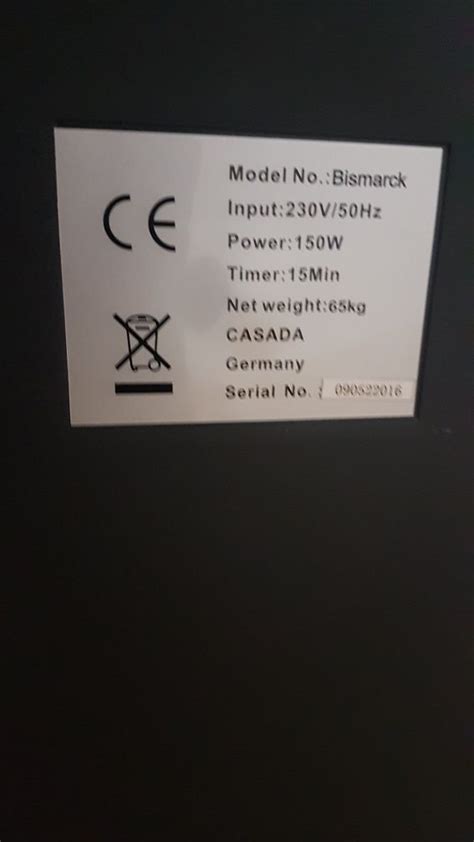 CE
Model No.:Bismarck
Input:230V/50Hz
Power:150W
Timer:15Min
Net weight:65kg
CASADA
Germany
Serial No. : 090522016